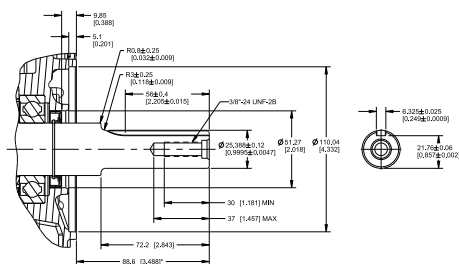 9.85
[0.388]
5.1
[0.201]
R0.8±0.25
[0.032±0.009]
R3±0.25
[0.118±0.009]
56±0.4
[2.205±0.015]
3/8"-24 UNF-2B
Ø25,388±0.12
[0,9995±0.0047]
Ø51,27
[2.018]
Ø110,04
[4,332]
6,325±0.025
[0.249±0.0009]
21.76±0.06
[0,857±0.002]
30 [1.181] MIN
37 [1.457] MAX
72.2 [2.843]
88.6 [3.488]"